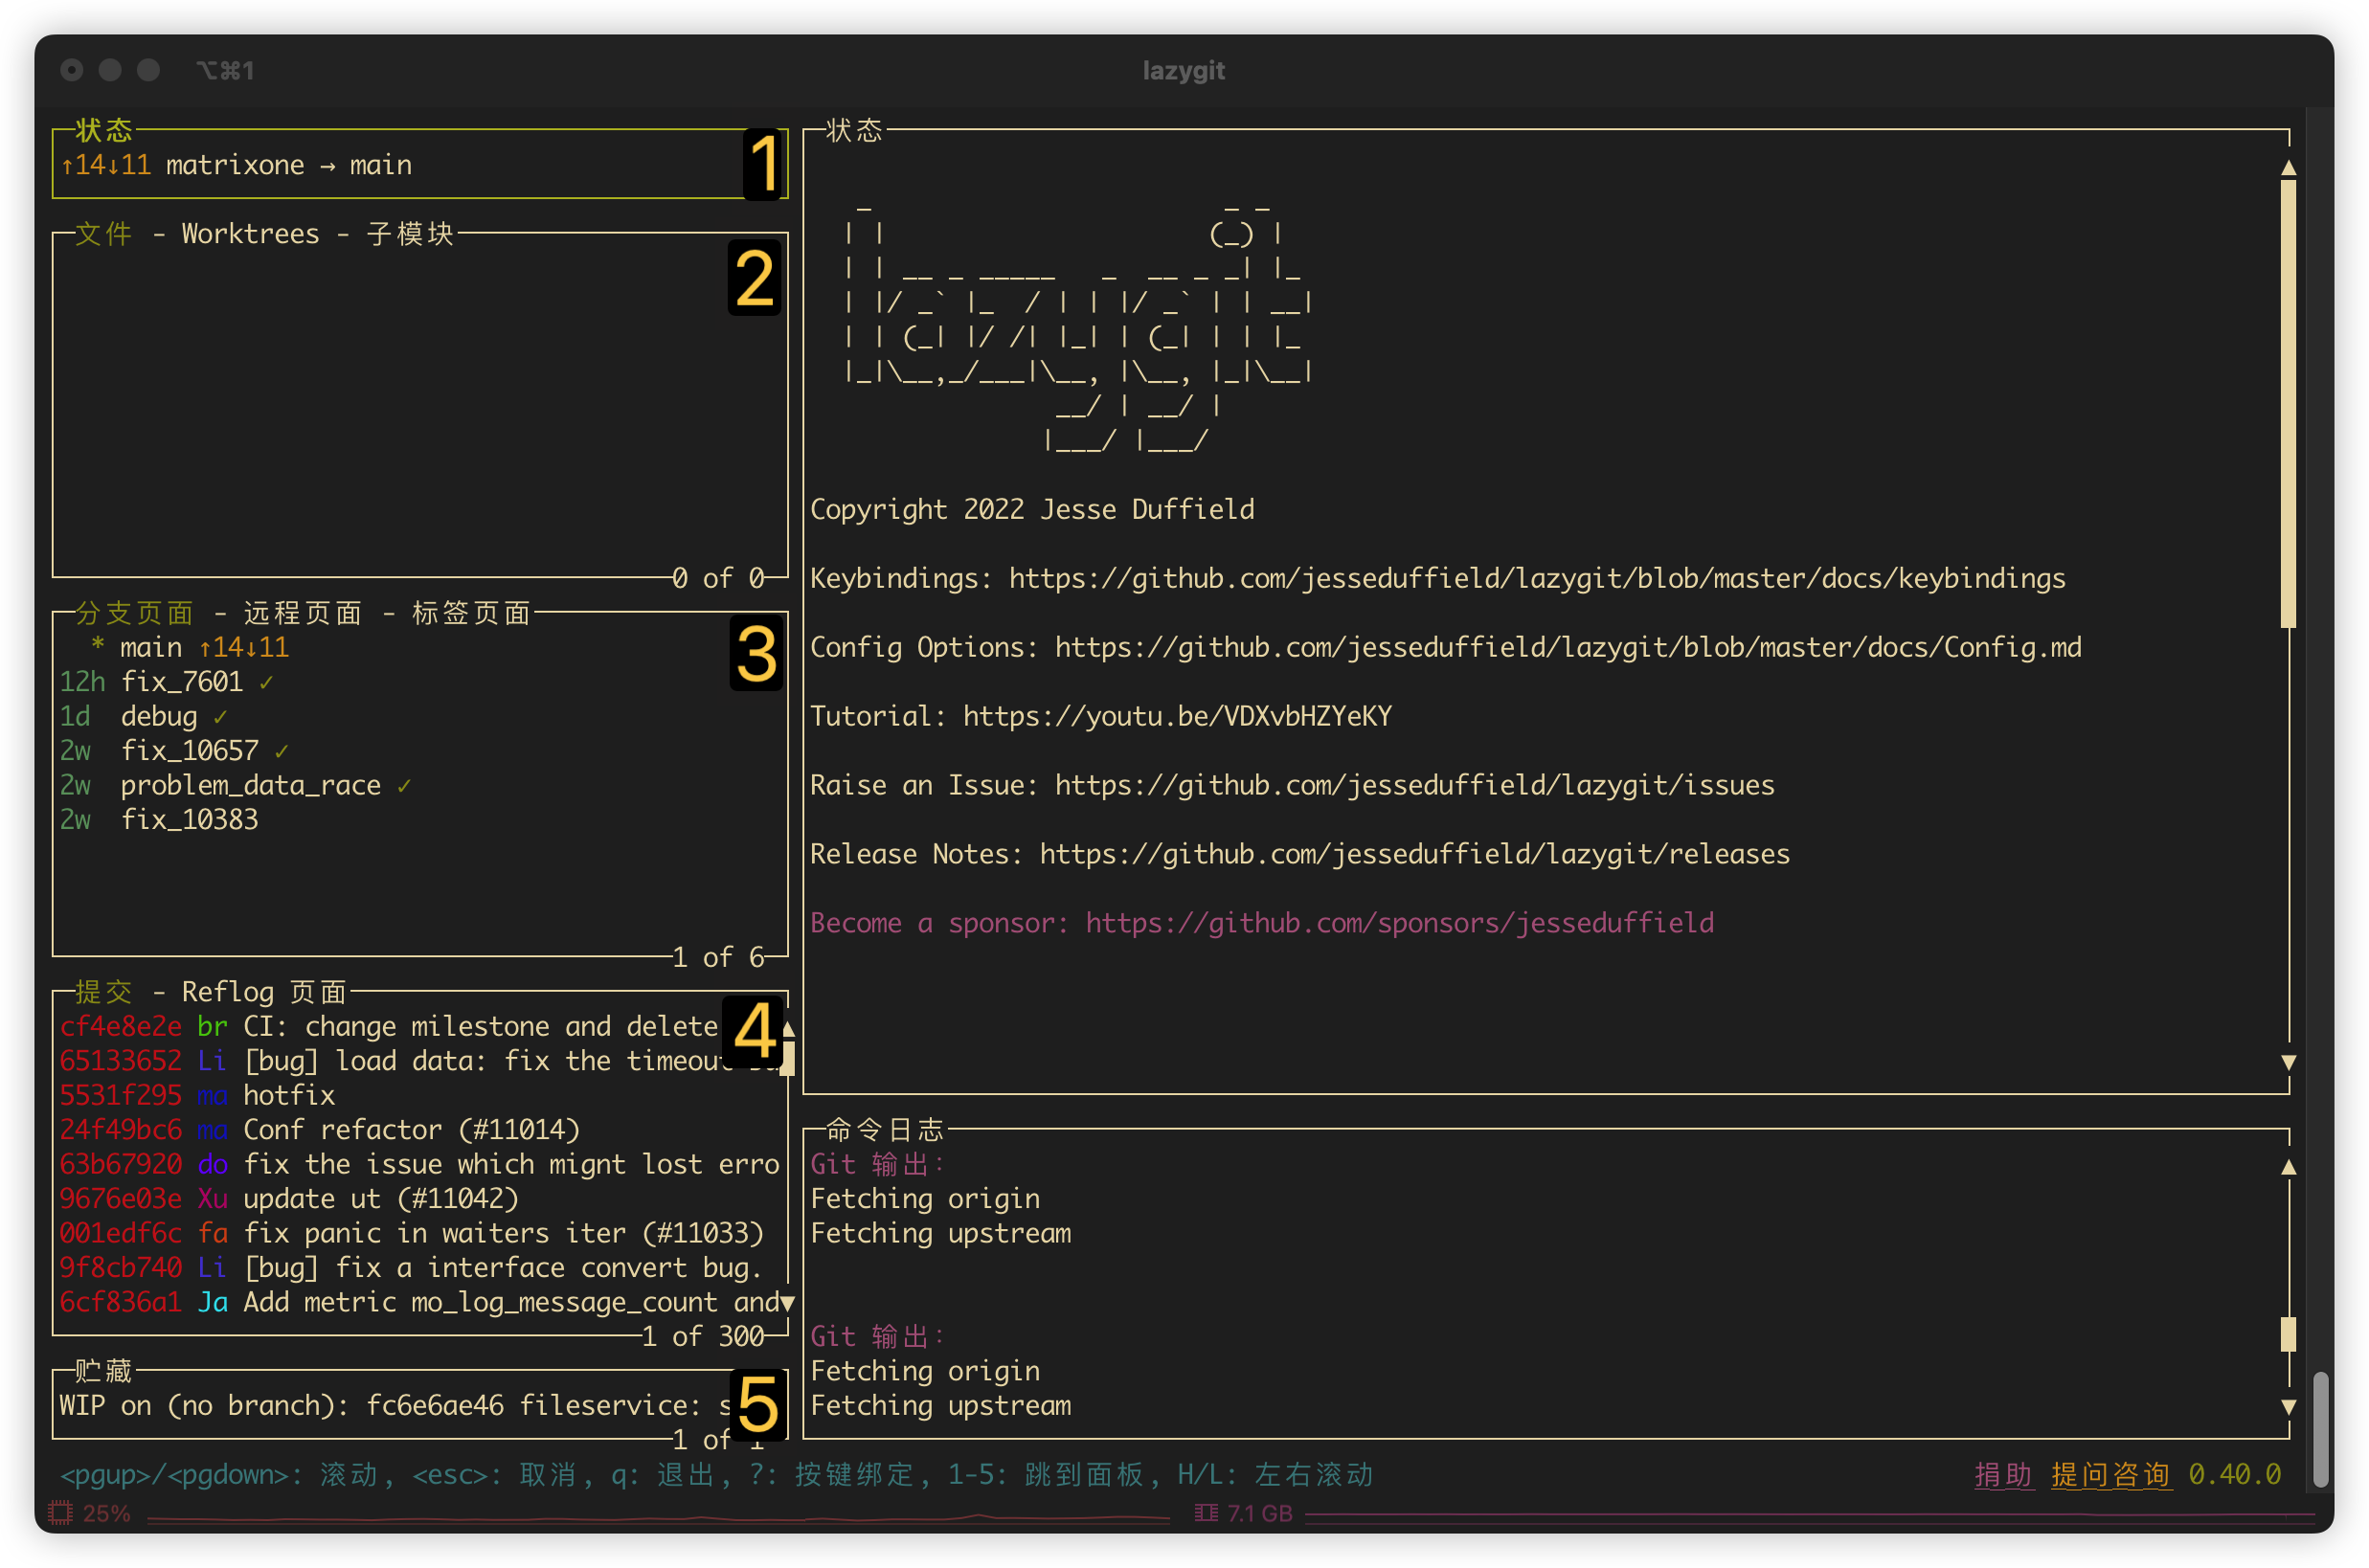 ⌥⌘1
lazygit
状态
↑14↓11 matrixone → main
1
文件 - Worktrees - 子模块
2
0 of 0
分支页面 - 远程页面 - 标签页面
* main ↑14↓11
12h fix_7601 ✓
1d debug ✓
2w fix_10657 ✓
2w problem_data_race ✓
2w fix_10383
3
1 of 6
提交 - Reflog 页面
cf4e8e2e br CI: change milestone and delete
65133652 Li [bug] load data: fix the timeout
5531f295 ma hotfix
24f49bc6 ma Conf refactor (#11014)
63b67920 do fix the issue which mignt lost erro
9676e03e Xu update ut (#11042)
001edf6c fa fix panic in waiters iter (#11033)
9f8cb740 Li [bug] fix a interface convert bug.
6cf836a1 Ja Add metric mo_log_message_count and
4
1 of 300
贮藏
WIP on (no branch): fc6e6ae46 fileservice: s
5
1 of 1
状态
Copyright 2022 Jesse Duffield
Keybindings: https://github.com/jesseduffield/lazygit/blob/master/docs/keybindings
Config Options: https://github.com/jesseduffield/lazygit/blob/master/docs/Config.md
Tutorial: https://youtu.be/VDXvbHZYeKY
Raise an Issue: https://github.com/jesseduffield/lazygit/issues
Release Notes: https://github.com/jesseduffield/lazygit/releases
Become a sponsor: https://github.com/sponsors/jesseduffield
命令日志
Git 输出:
Fetching origin
Fetching upstream
Git 输出:
Fetching origin
Fetching upstream
<pgup>/<pgdown>: 滚动, <esc>: 取消, q: 退出, ?: 按键绑定, 1-5: 跳到面板, H/L: 左右滚动
捐助 提问咨询 0.40.0
25%
7.1 GB